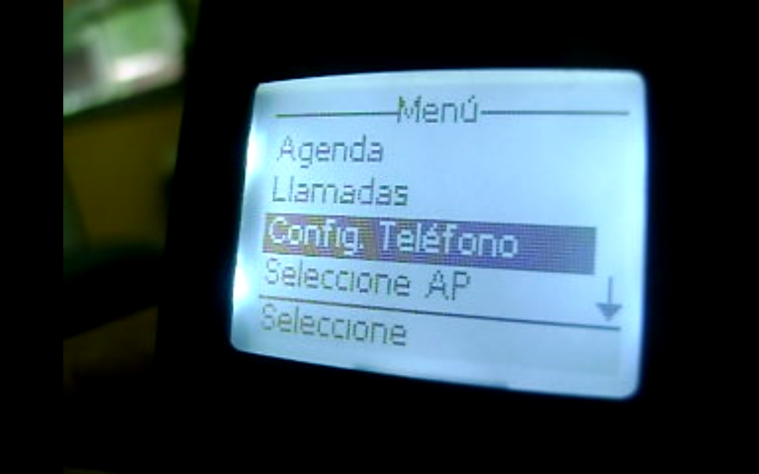 Menú
Agenda
Llamadas
Config. Teléfono
Seleccione AP
Seleccione